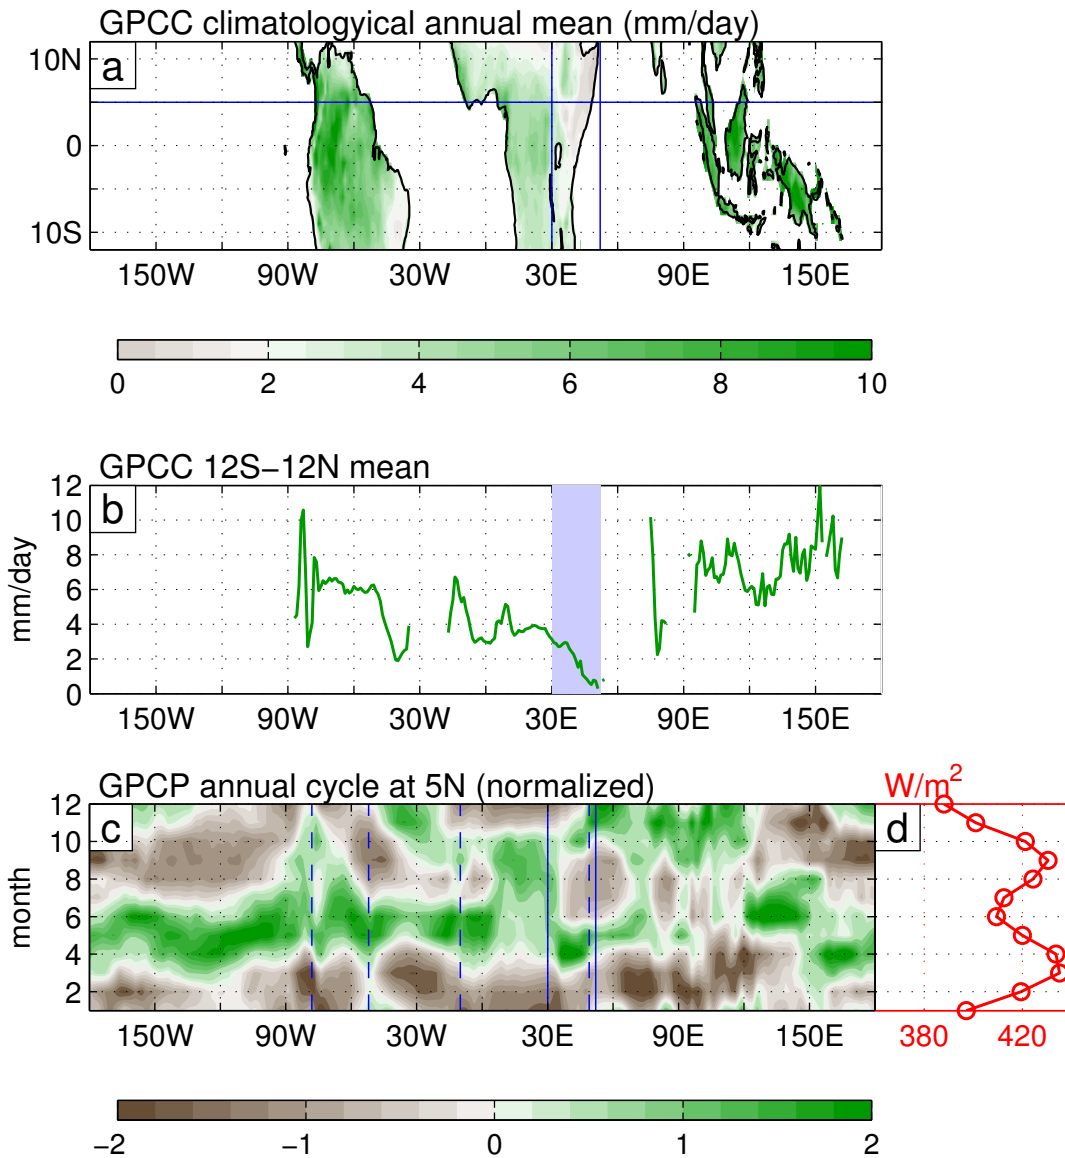 GPCC climatologyical annual mean (mm/day)
a
10N
0
10S
150W 90W 30W 30E 90E 150E
0 2 4 6 8 10
GPCC 12S−12N mean
b
mm/day
12
10
8
6
4
2
0
150W 90W 30W 30E 90E 150E
GPCP annual cycle at 5N (normalized)
W/m²
c
d
month
12
10
8
6
4
2
150W 90W 30W 30E 90E 150E
380 420
−2 −1 0 1 2